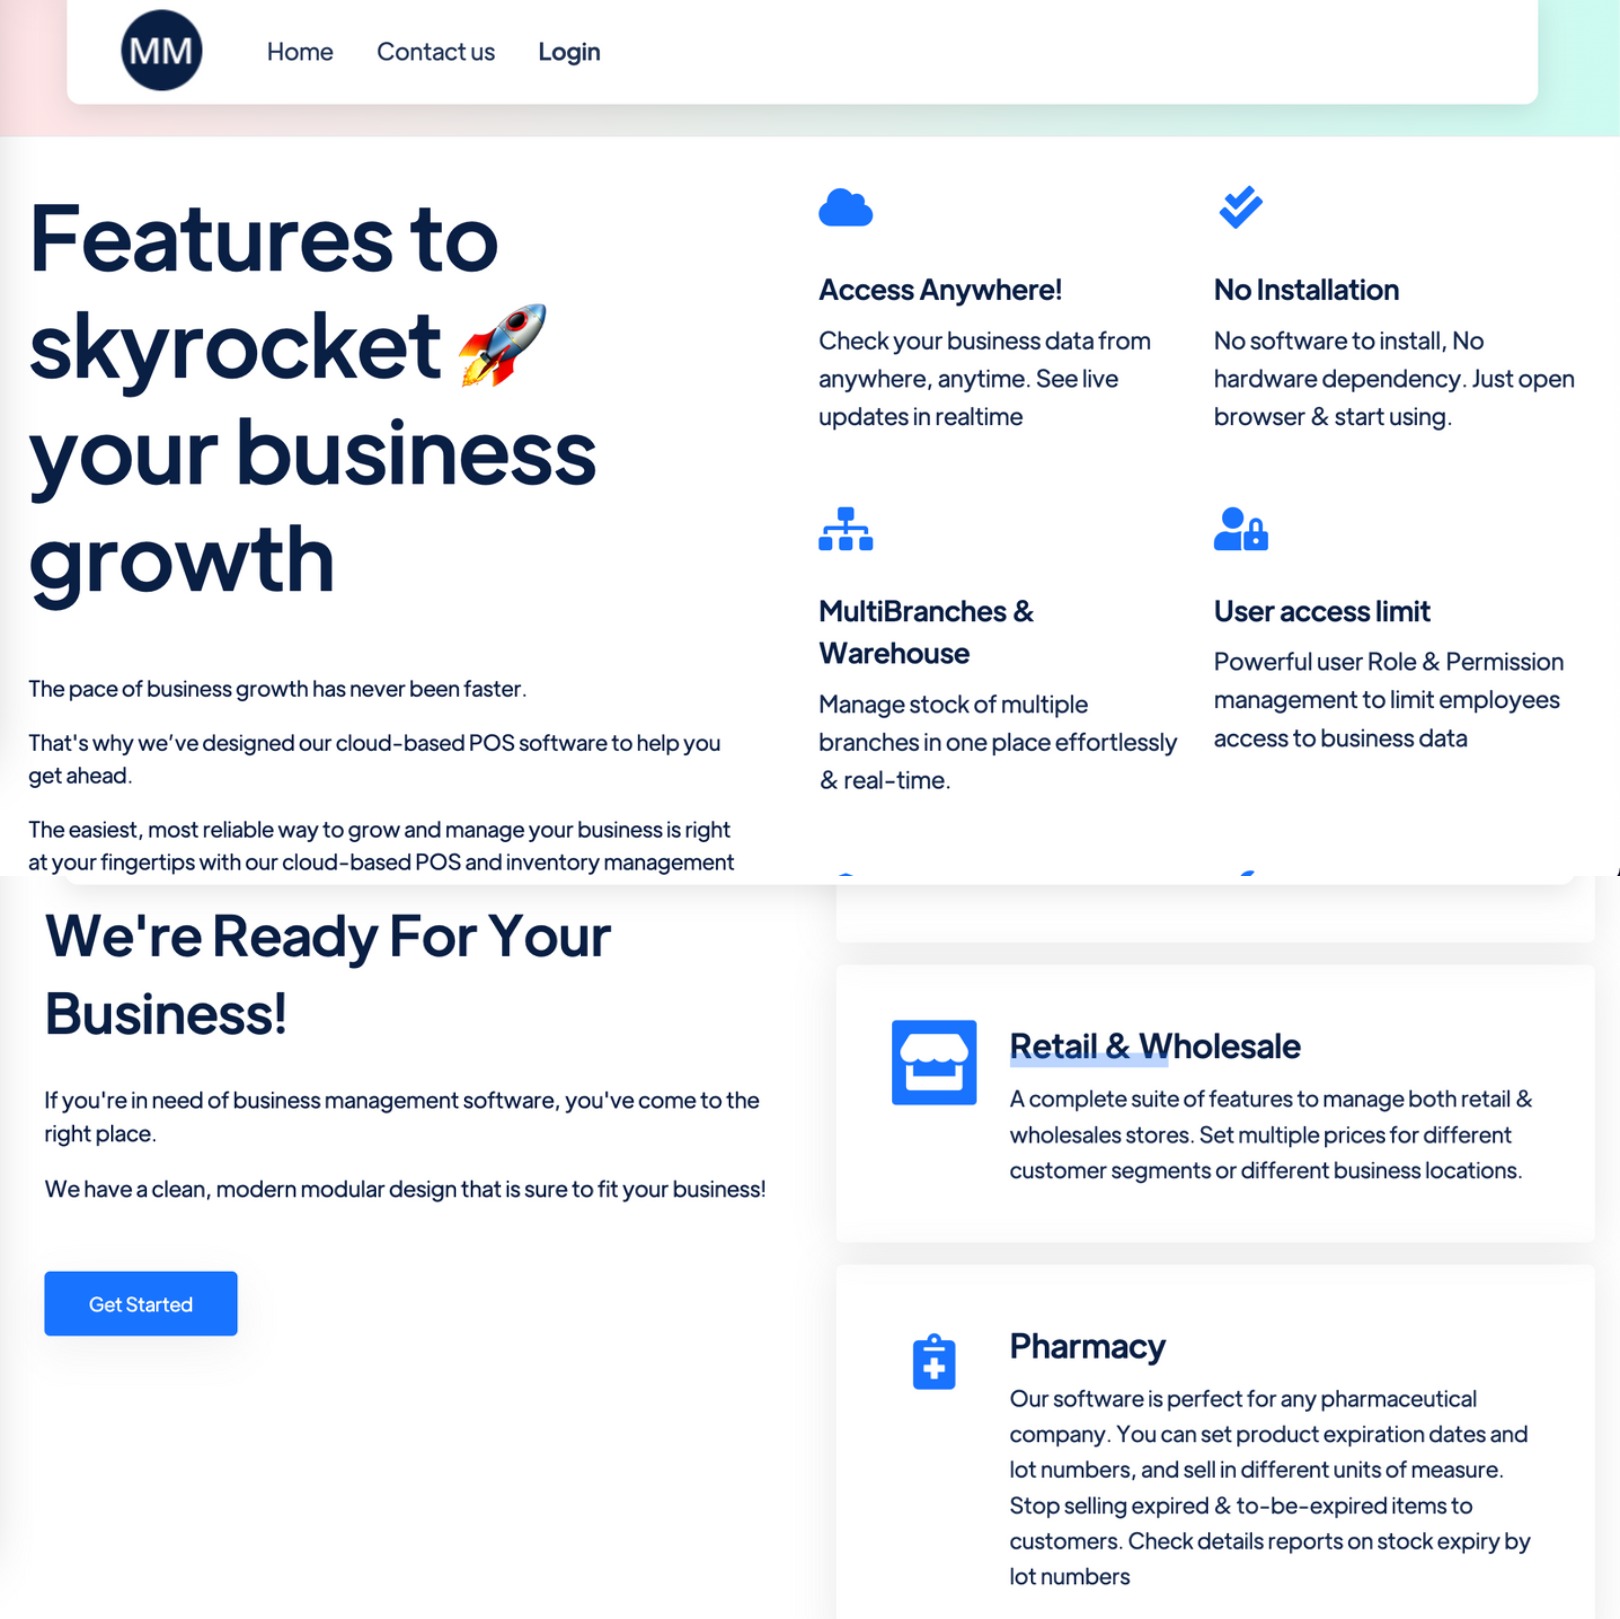 MM
Home
Contact us
Login
Features to
skyrocket 🚀
your business
growth
The pace of business growth has never been faster.
That's why we’ve designed our cloud-based POS software to help you
get ahead.
The easiest, most reliable way to grow and manage your business is right
at your fingertips with our cloud-based POS and inventory management
Access Anywhere!
Check your business data from
anywhere, anytime. See live
updates in realtime
No Installation
No software to install, No
hardware dependency. Just open
browser & start using.
MultiBranches &
Warehouse
Manage stock of multiple
branches in one place effortlessly
& real-time.
User access limit
Powerful user Role & Permission
management to limit employees
access to business data
We're Ready For Your
Business!
If you're in need of business management software, you've come to the
right place.
We have a clean, modern modular design that is sure to fit your business!
Get Started
Retail & Wholesale
A complete suite of features to manage both retail &
wholesales stores. Set multiple prices for different
customer segments or different business locations.
Pharmacy
Our software is perfect for any pharmaceutical
company. You can set product expiration dates and
lot numbers, and sell in different units of measure.
Stop selling expired & to-be-expired items to
customers. Check details reports on stock expiry by
lot numbers